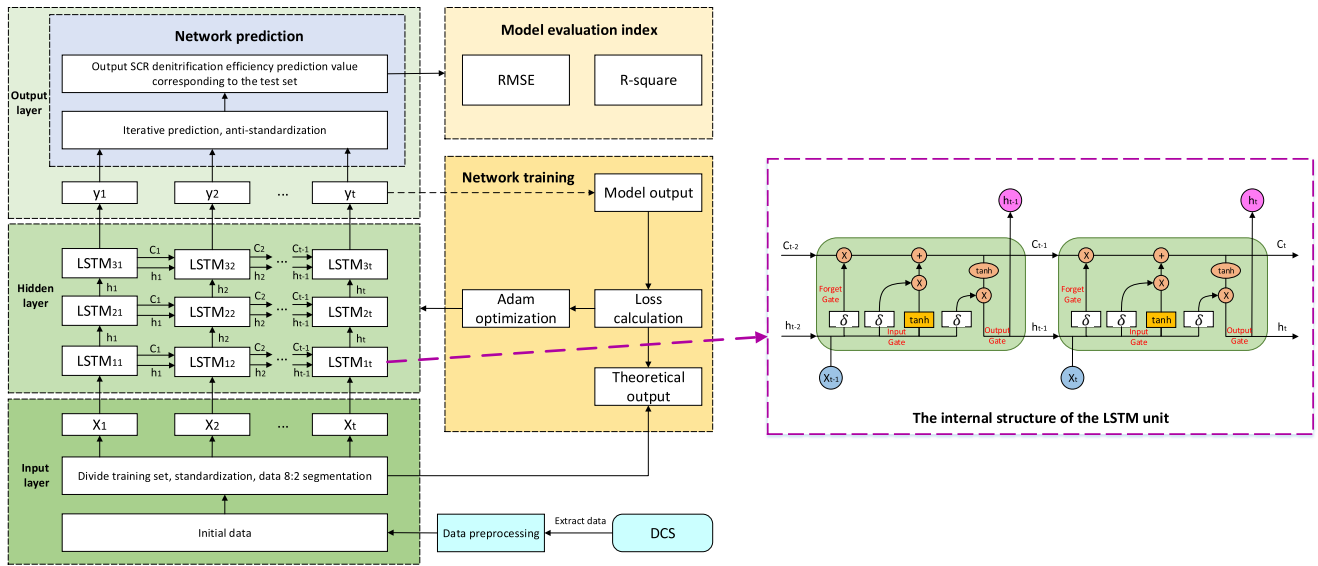 Network prediction
Output SCR denitrification efficiency prediction value
corresponding to the test set
Iterative prediction, anti-standardization
Output
layer
y1
y2
...
yt
Model evaluation index
RMSE
R-square
Network training
Model output
Loss
calculation
Adam
optimization
Theoretical
output
Hidden
layer
LSTM31
C1
h1
LSTM32
C2
h2
...
Ct-1
ht-1
LSTM3t
h1
h2
ht
LSTM21
C1
h1
LSTM22
C2
h2
...
Ct-1
ht-1
LSTM2t
h1
h2
ht
LSTM11
C1
h1
LSTM12
C2
h2
...
Ct-1
ht-1
LSTM1t
Input
layer
X1
X2
...
Xt
Divide training set, standardization, data 8:2 segmentation
Initial data
Data preprocessing
Extract data
DCS
ht-1
ht
Ct-2
X
+
tanh
X
Forget
Gate
X
δ
δ
tanh
δ
Input
Gate
Output
Gate
ht-2
Xt-1
Ct-1
X
+
tanh
X
Forget
Gate
X
δ
δ
tanh
δ
Input
Gate
Output
Gate
ht-1
Xt
Ct
ht
The internal structure of the LSTM unit